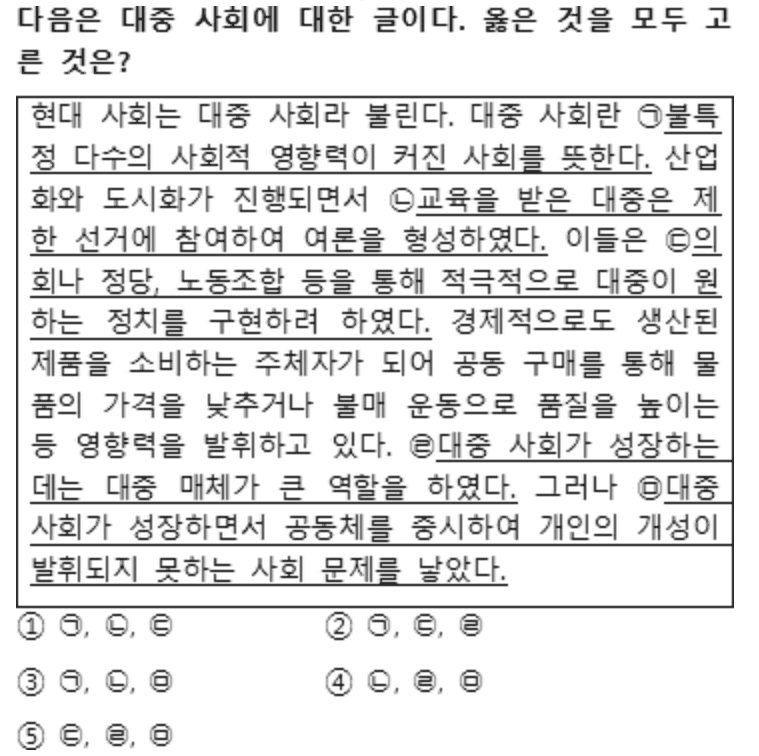 다음은 대중 사회에 대한 글이다. 옳은 것을 모두 고
른 것은?
현대 사회는 대중 사회라 불린다. 대중 사회란 ㉠불특
정 다수의 사회적 영향력이 커진 사회를 뜻한다. 산업
화와 도시화가 진행되면서 ㉡교육을 받은 대중은 제
한 선거에 참여하여 여론을 형성하였다. 이들은 ㉢의
회나 정당, 노동조합 등을 통해 적극적으로 대중이 원
하는 정치를 구현하려 하였다. 경제적으로도 생산된
제품을 소비하는 주체자가 되어 공동 구매를 통해 물
품의 가격을 낮추거나 불매 운동으로 품질을 높이는
등 영향력을 발휘하고 있다. ㉣대중 사회가 성장하는
데는 대중 매체가 큰 역할을 하였다. 그러나 ㉤대중
사회가 성장하면서 공동체를 중시하여 개인의 개성이
발휘되지 못하는 사회 문제를 낳았다.
① ㉠, ㉡, ㉢ ② ㉠, ㉢, ㉣
③ ㉠, ㉡, ㉤ ④ ㉡, ㉣, ㉤
⑤ ㉢, ㉣, ㉤